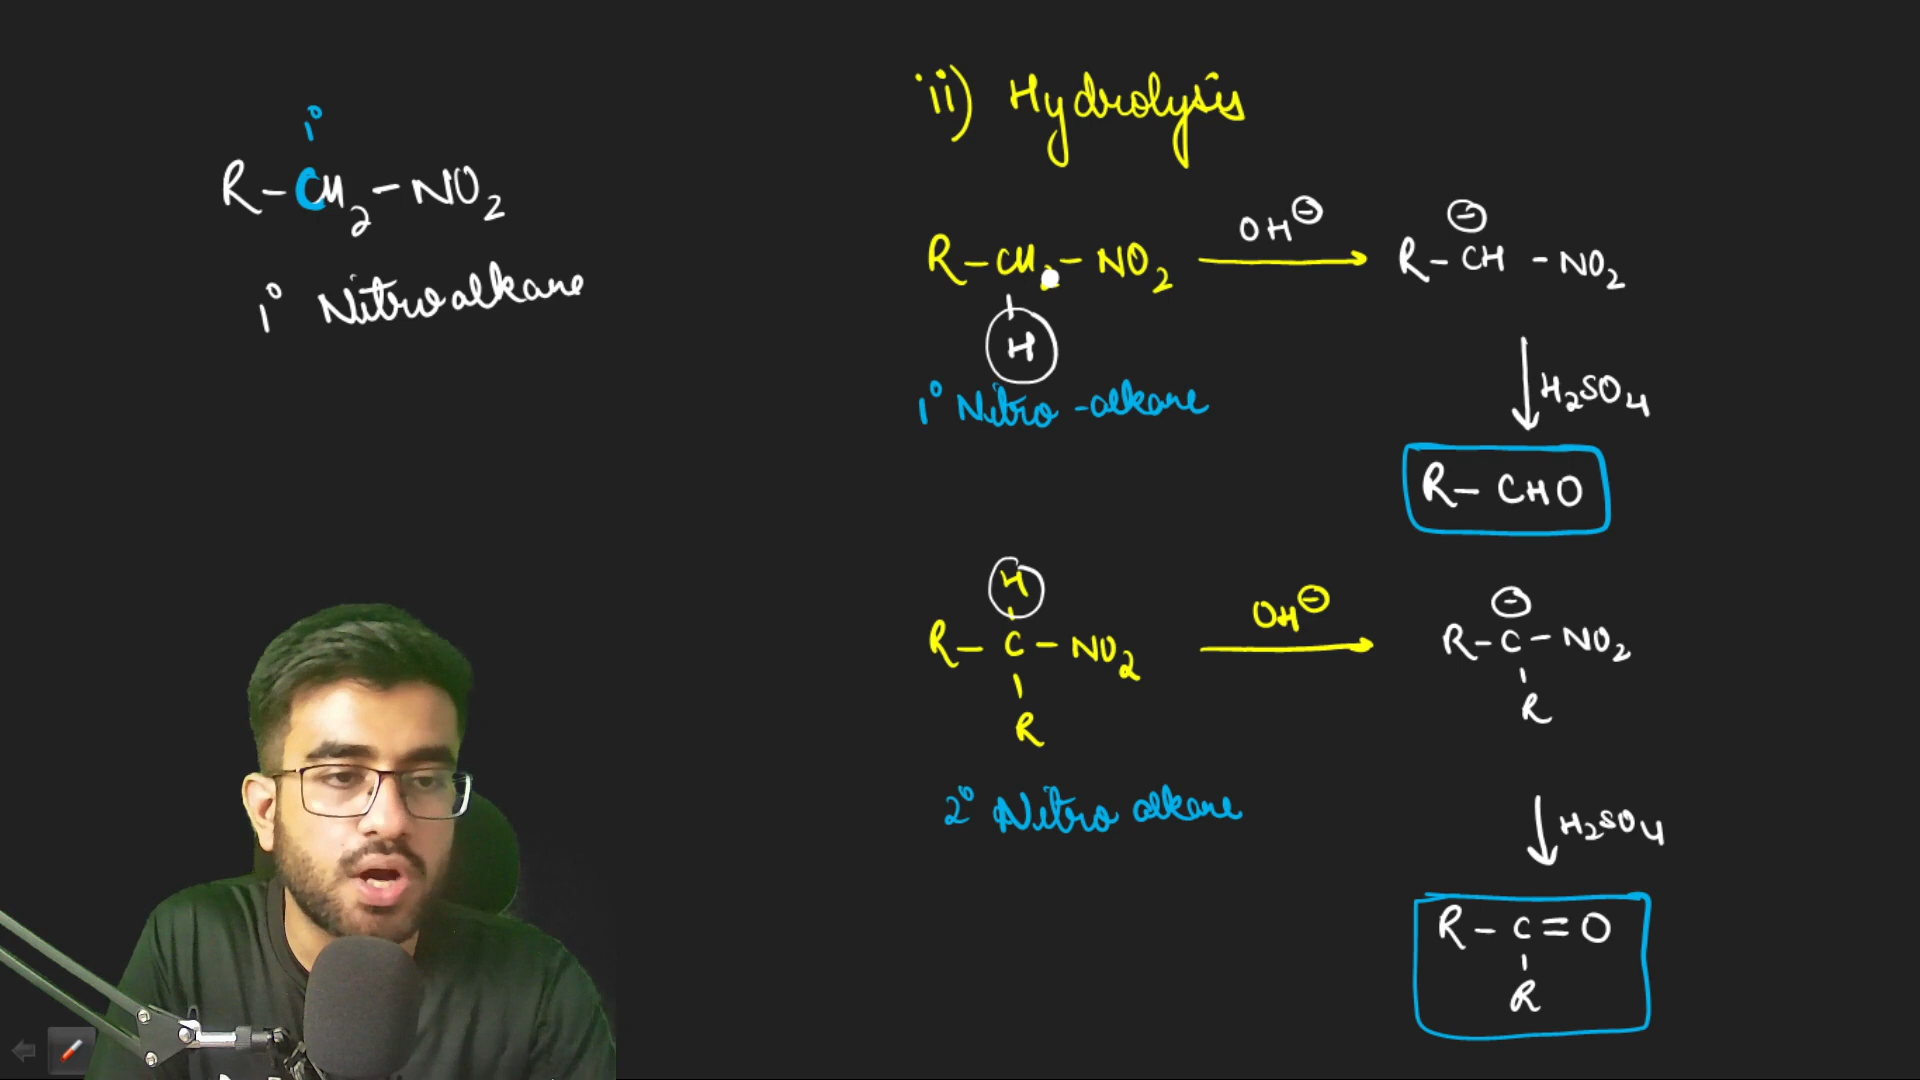 1°
R-CH₂-NO₂
1° Nitroalkane
ii) Hydrolysis
R-CH₂-NO₂ OH⊖ R-CH-NO₂
⊖
H
1° Nitro-alkane
H₂SO₄
R-CHO
H
R-C-NO₂ OH⊖ R-C-NO₂
⊖
R
R
2° Nitro alkane
H₂SO₄
R-C=O
R